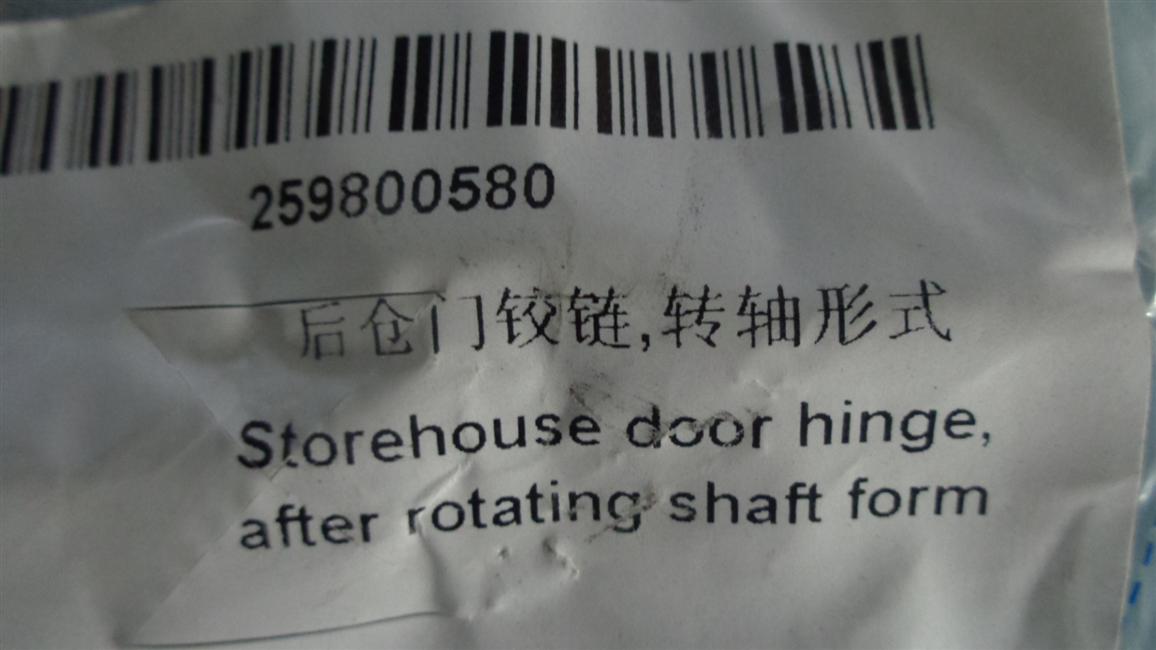 259800580
后仓门铰链,转轴形式
Storehouse door hinge,
after rotating shaft form